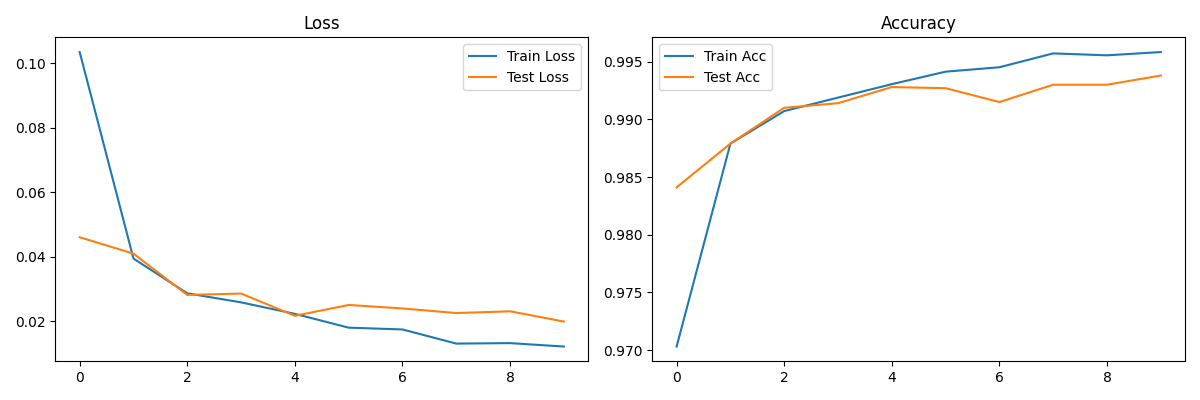 Loss
Train Loss
Test Loss
0.10
0.08
0.06
0.04
0.02
0 2 4 6 8
Accuracy
Train Acc
Test Acc
0.995
0.990
0.985
0.980
0.975
0.970
0 2 4 6 8